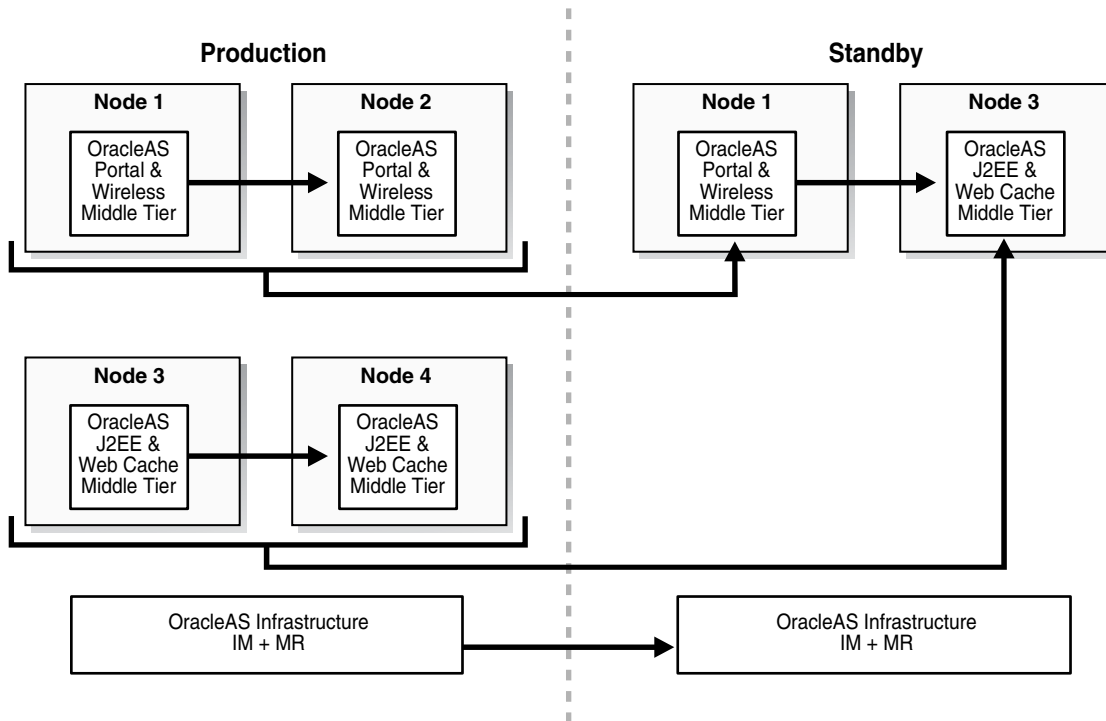 Production
Node 1
OracleAS
Portal &
Wireless
Middle Tier
Node 2
OracleAS
Portal &
Wireless
Middle Tier
Node 3
OracleAS
J2EE &
Web Cache
Middle Tier
Node 4
OracleAS
J2EE &
Web Cache
Middle Tier
OracleAS Infrastructure
IM + MR
Standby
Node 1
OracleAS
Portal &
Wireless
Middle Tier
Node 3
OracleAS
J2EE &
Web Cache
Middle Tier
OracleAS Infrastructure
IM + MR